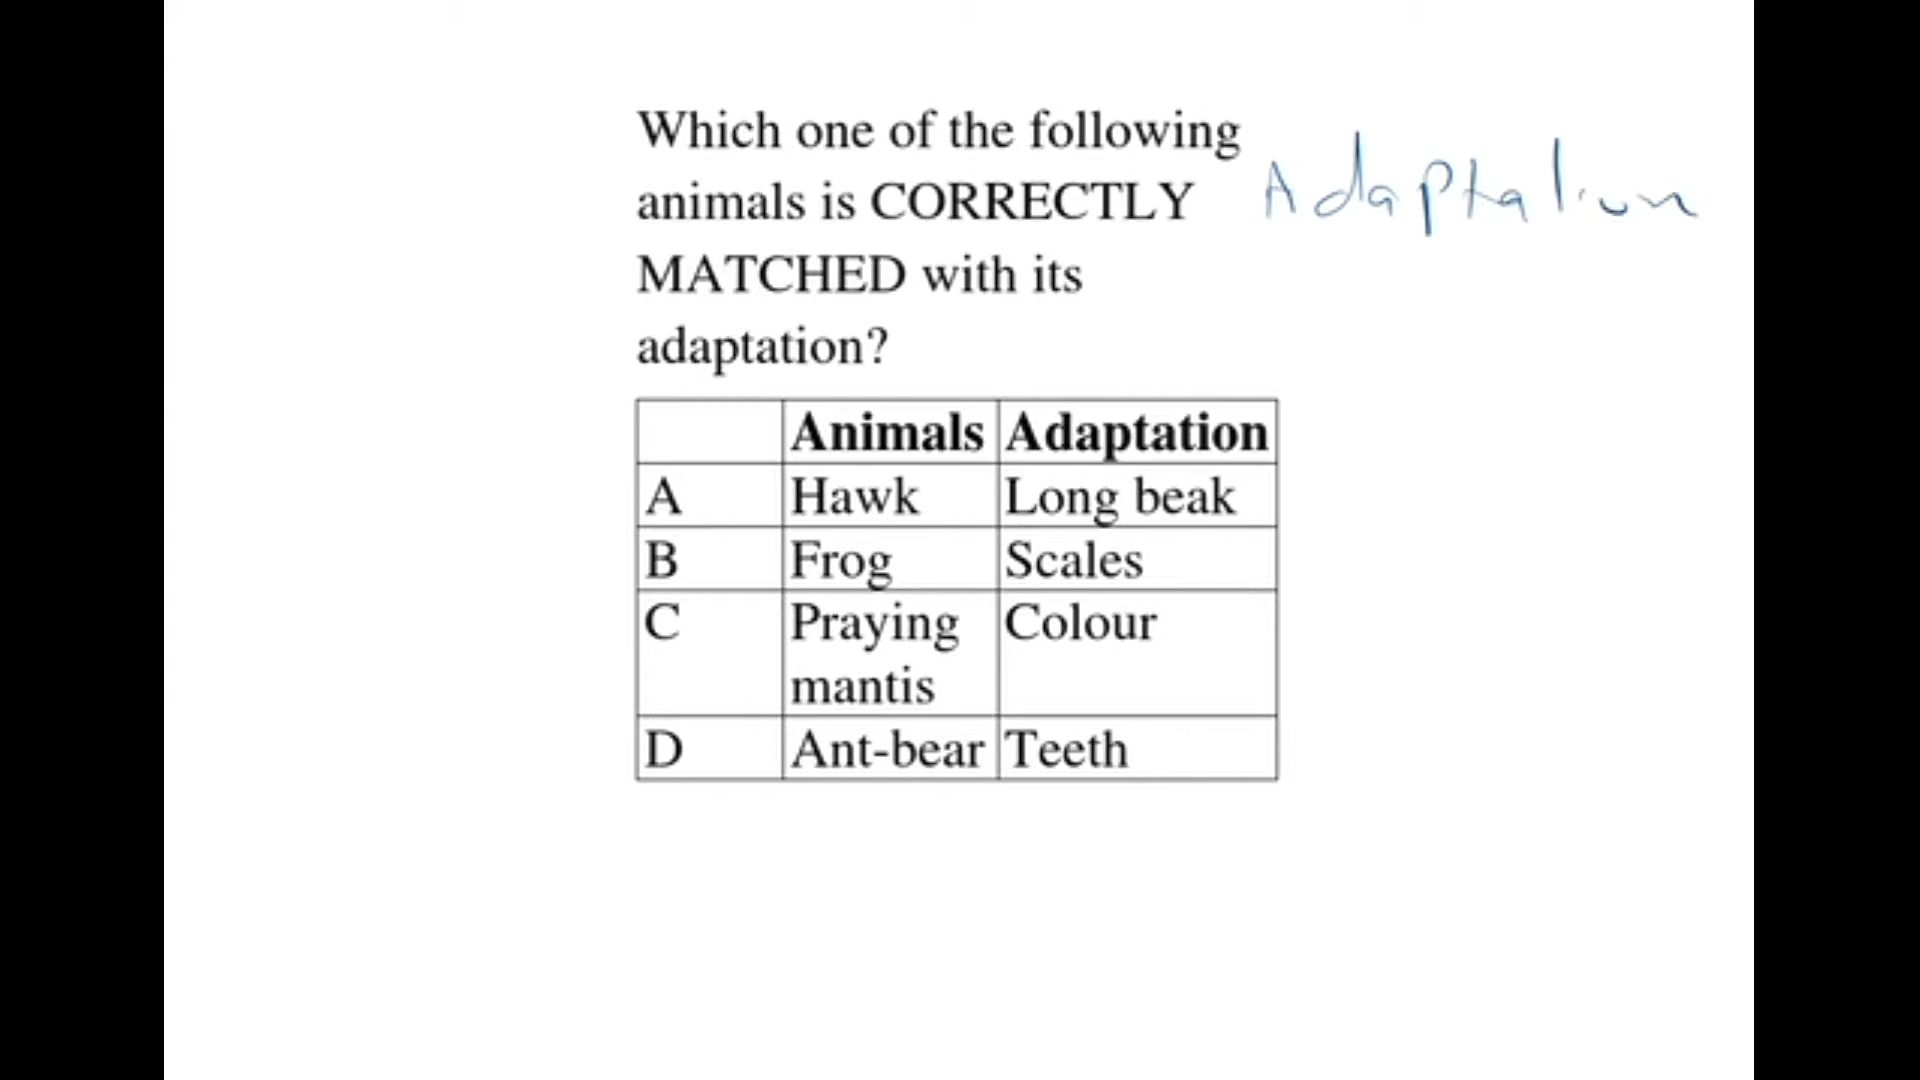 Which one of the following
animals is CORRECTLY
MATCHED with its
adaptation?
Adaptation
Animals Adaptation
A Hawk Long beak
B Frog Scales
C Praying mantis Colour
D Ant-bear Teeth